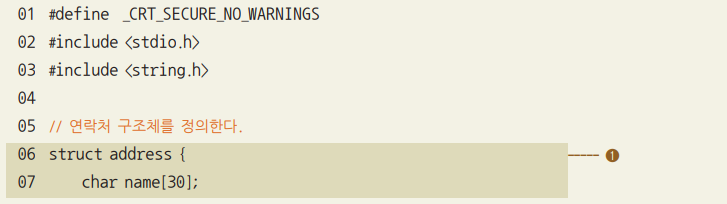 01 #define _CRT_SECURE_NO_WARNINGS
02 #include <stdio.h>
03 #include <string.h>
04
05 // 연락처 구조체를 정의한다.
06 struct address { ----- ❶
07 char name[30];